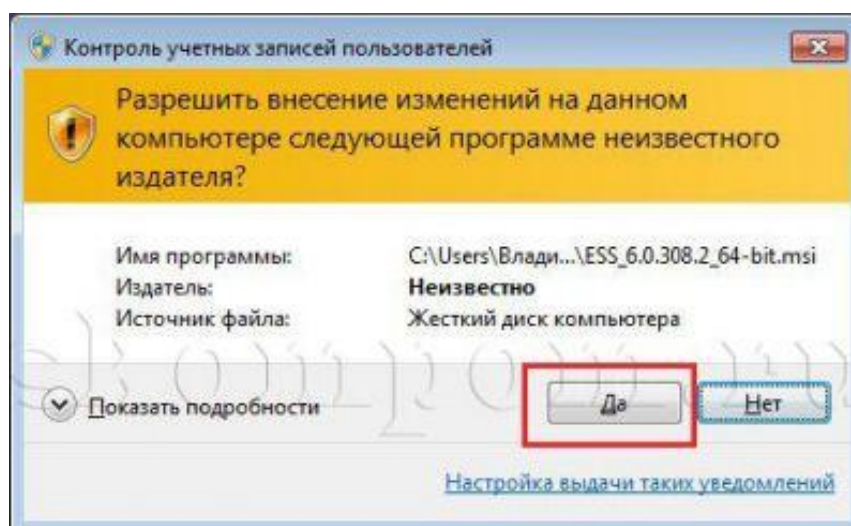 Контроль учетных записей пользователей
Разрешить внесение изменений на данном
компьютере следующей программе неизвестного
издателя?
Имя программы: C:\Users\Влади...\ESS_6.0.308.2_64-bit.msi
Издатель: Неизвестно
Источник файла: Жесткий диск компьютера
Показать подробности Да Нет
Настройка выдачи таких уведомлений